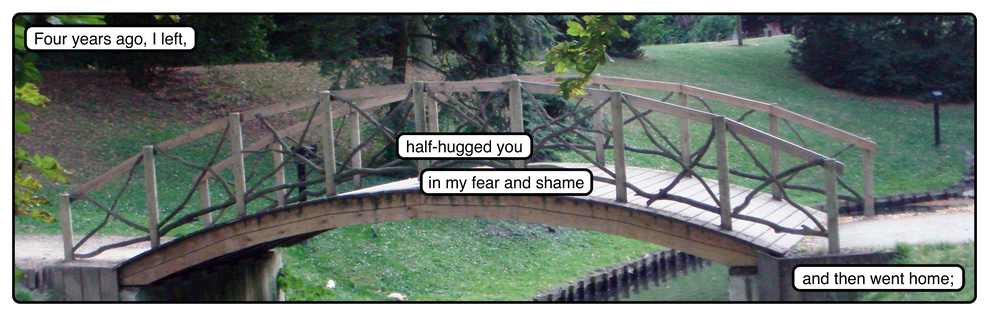 Four years ago, I left,
half-hugged you
in my fear and shame
and then went home;